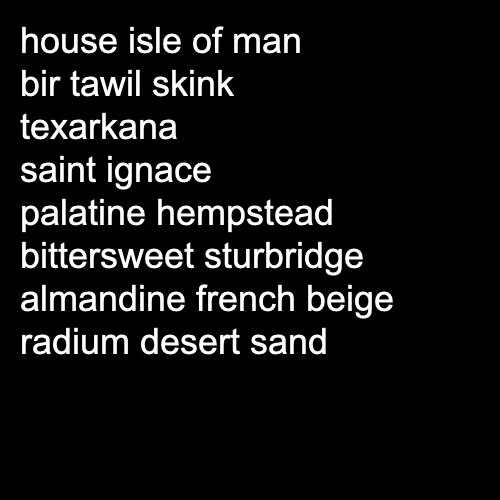 house isle of man
bir tawil skink
texarkana
saint ignace
palatine hempstead
bittersweet sturbridge
almandine french beige
radium desert sand